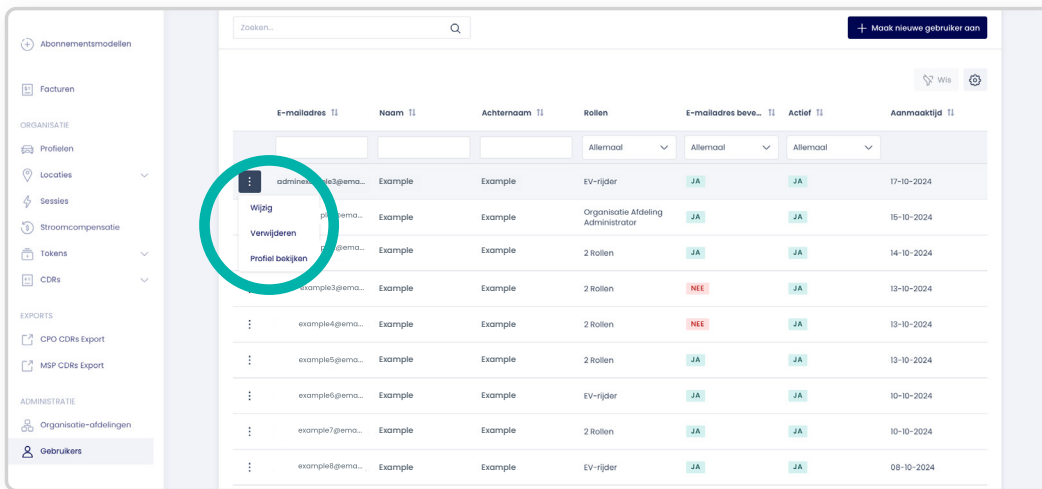 Zoeken...
Maak nieuwe gebruiker aan
Abonnementsmodellen
Facturen
Wis
ORGANISATIE
Profielen
Locaties
Sessies
Stroomcompensatie
Tokens
CDRs
EXPORTS
CPO CDRs Export
MSP CDRs Export
ADMINISTRATIE
Organisatie-afdelingen
Gebruikers
E-mailadres Naam Achternaam Rollen E-mailadres beve... Actief Aanmaaktijd
Allemaal Allemaal Allemaal
Example Example EV-rijder JA JA 17-10-2024
Wijzig
Example Example Organisatie Afdeling Administrator JA JA 15-10-2024
Verwijderen
Example Example 2 Rollen JA JA 14-10-2024
Profiel bekijken
example3@ema... Example Example 2 Rollen NEE JA 13-10-2024
example4@ema... Example Example 2 Rollen NEE JA 13-10-2024
example5@ema... Example Example 2 Rollen JA JA 13-10-2024
example6@ema... Example Example EV-rijder JA JA 10-10-2024
example7@ema... Example Example 2 Rollen JA JA 10-10-2024
example8@ema... Example Example EV-rijder JA JA 08-10-2024